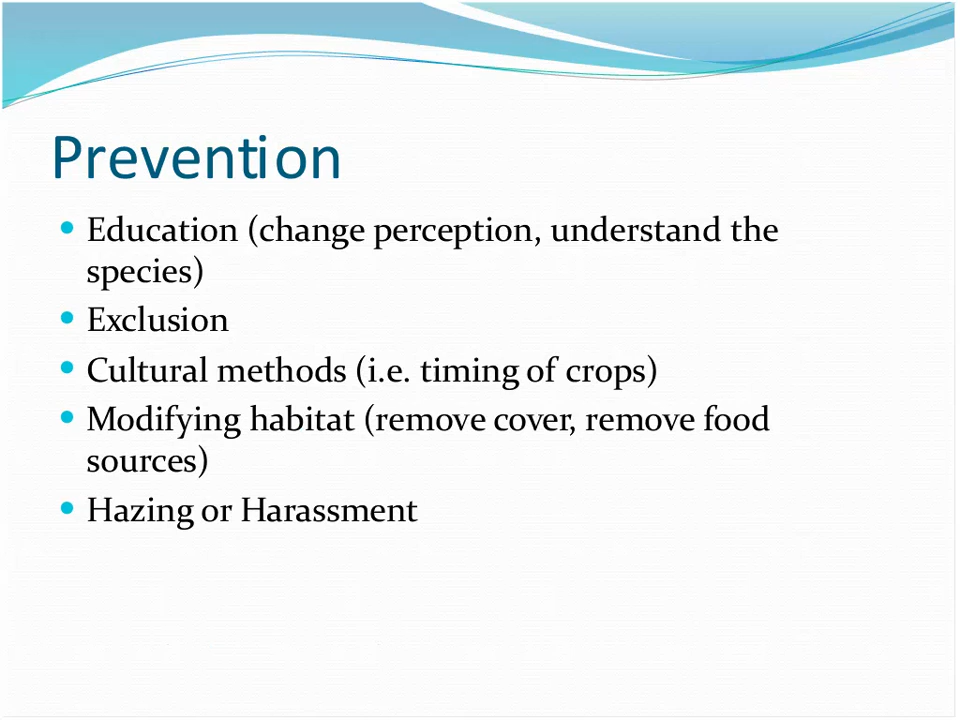 Prevention
Education (change perception, understand the
species)
Exclusion
Cultural methods (i.e. timing of crops)
Modifying habitat (remove cover, remove food
sources)
Hazing or Harassment